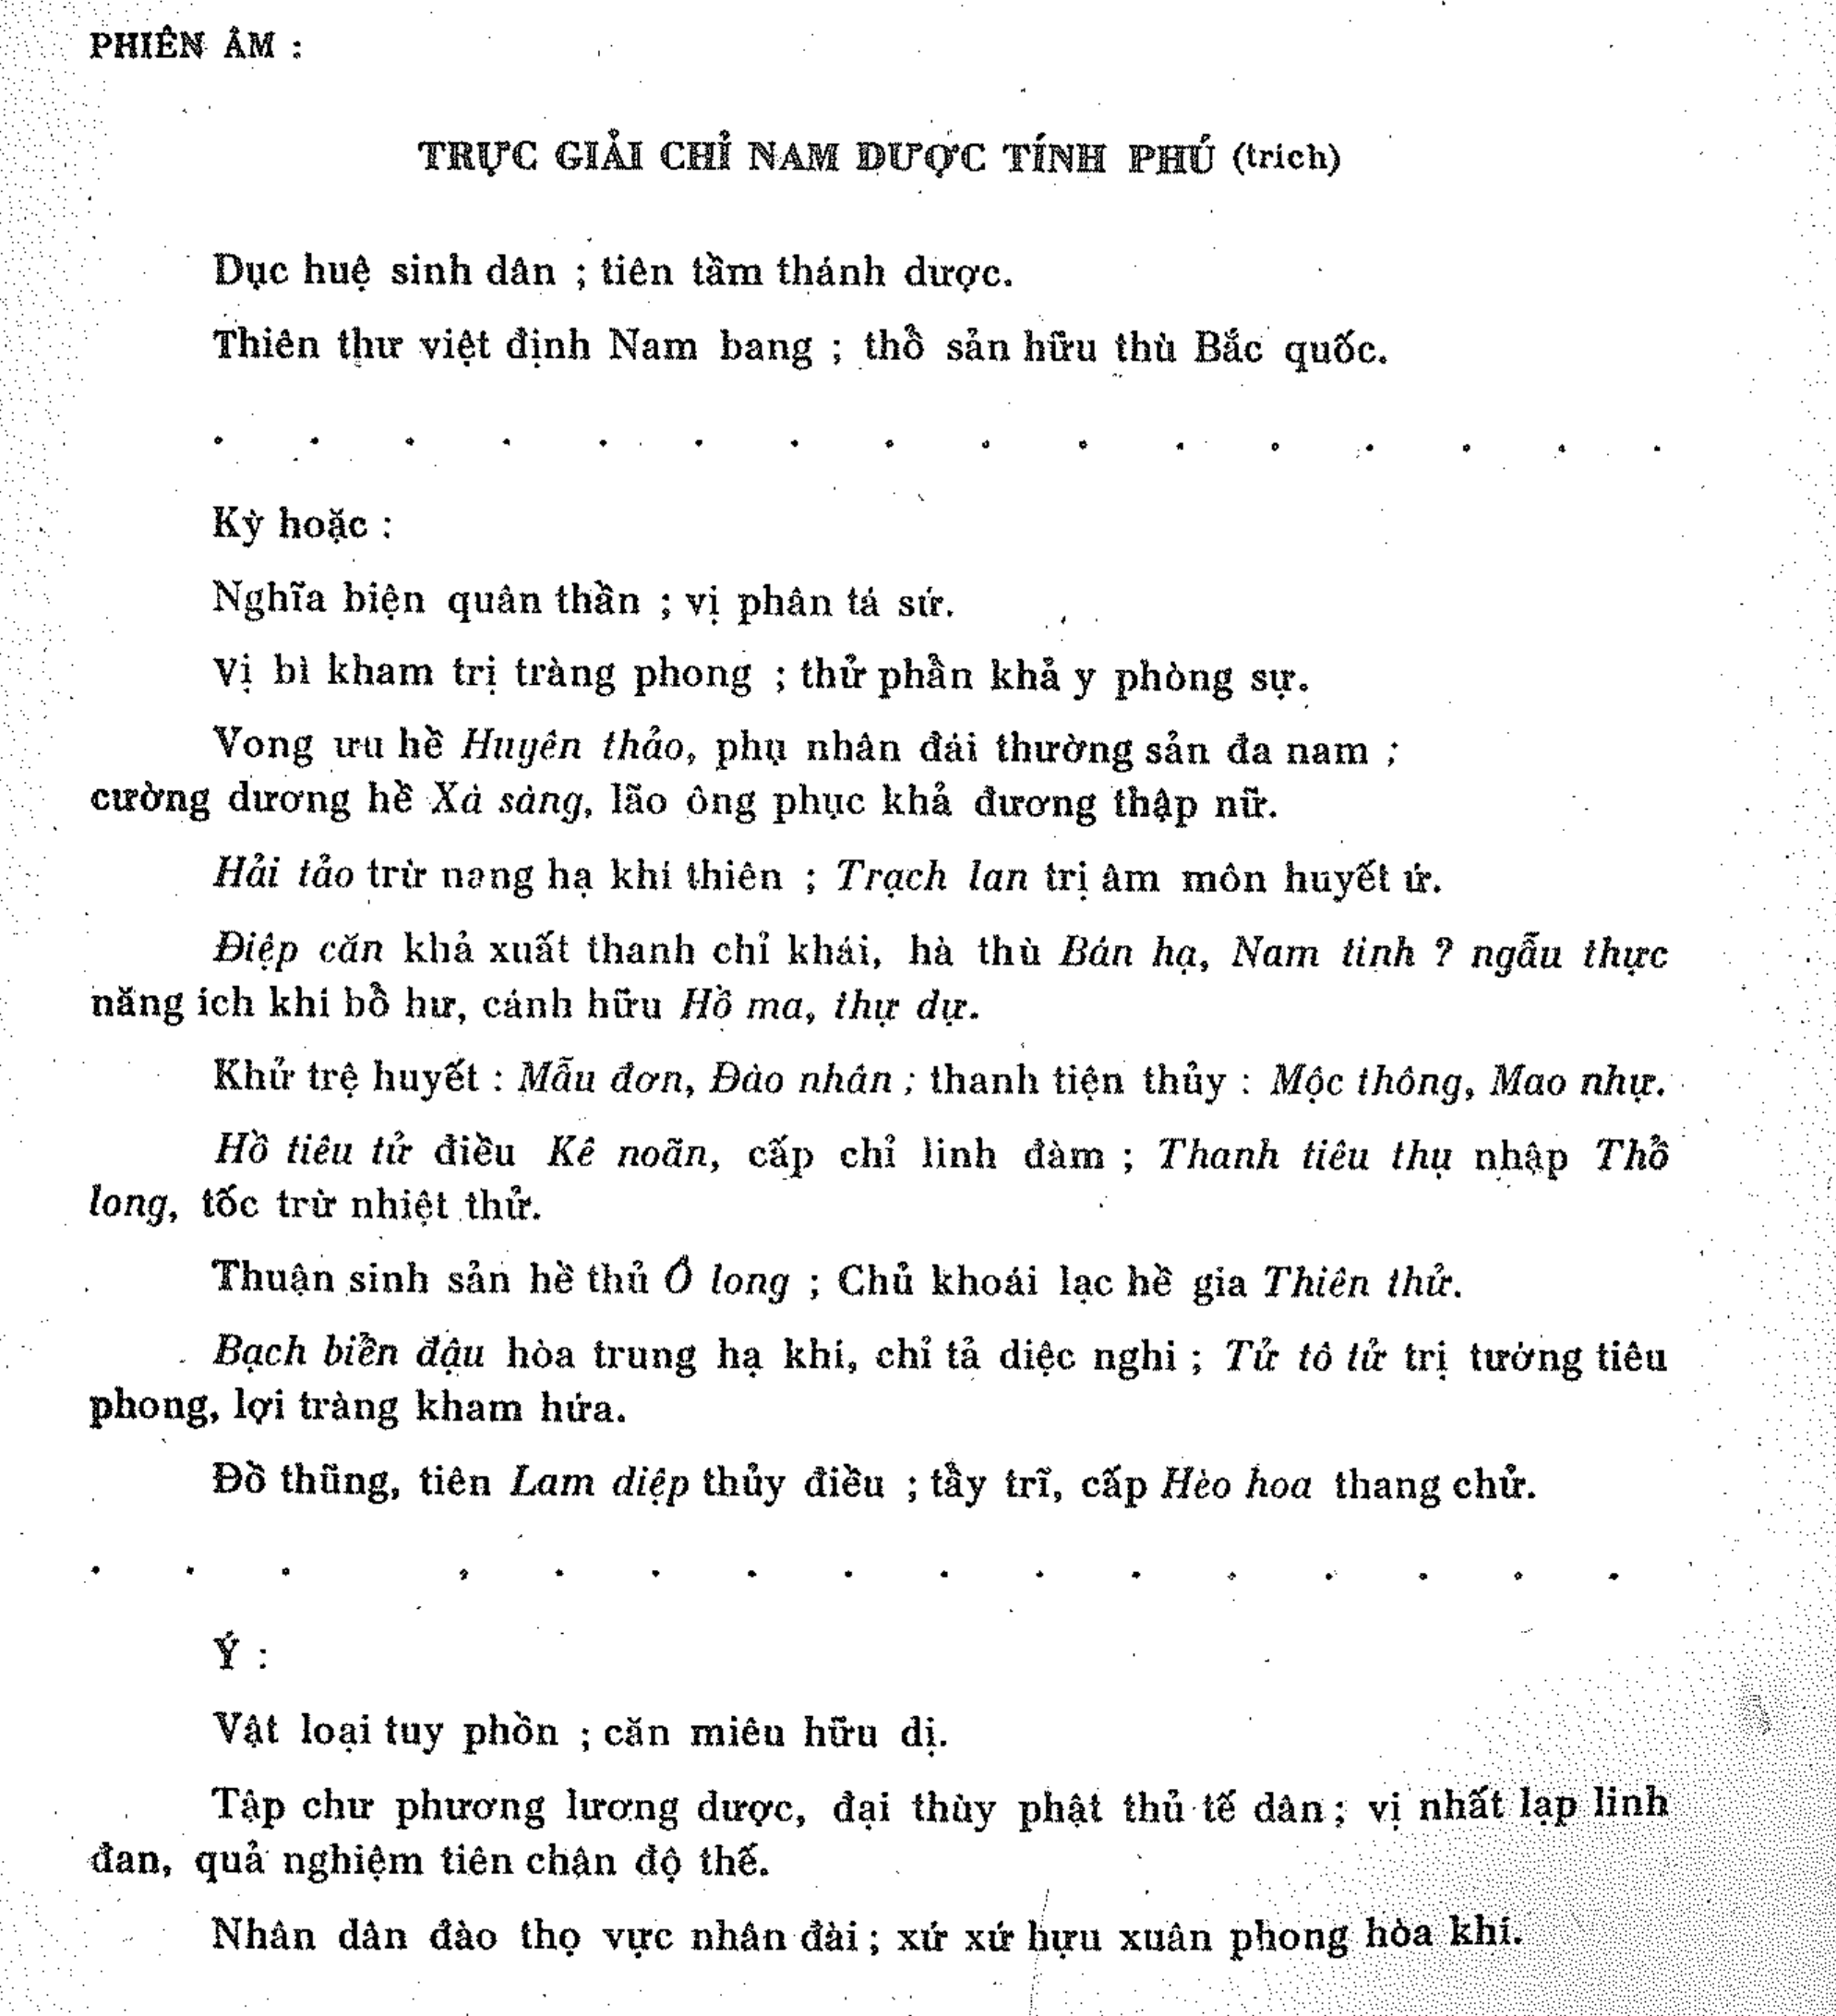 PHIÊN ÂM :
TRỰC GIẢI CHỈ NAM DƯỢC TÍNH PHÚ (trích)
Dục huệ sinh dân ; tiên tầm thánh dược.
Thiên thư việt định Nam bang ; thổ sản hữu thù Bắc quốc.
. . . . . . . . . . . . . . . .
Kỳ hoặc :
Nghĩa biện quân thần ; vị phân tá sứ.
Vị bì kham trị tràng phong ; thử phần khả y phòng sự.
Vong ưu hề Huyên thảo, phụ nhân đái thường sản đa nam ;
cường dương hề Xà sàng, lão ông phục khả đương thập nữ.
Hải tảo trừ nang hạ khí thiên ; Trạch lan trị âm môn huyết ứ.
Điệp căn khả xuất thanh chỉ khái, hà thù Bán hạ, Nam tinh ? ngẫu thực
năng ích khí bổ hư, cánh hữu Hồ ma, thự dự.
Khử trệ huyết : Mẫu đơn, Đào nhân ; thanh tiện thủy : Mộc thông, Mao như.
Hồ tiêu tử điều Kê noãn, cấp chỉ linh đàm ; Thanh tiêu thụ nhập Thổ
long, tốc trừ nhiệt thử.
Thuận sinh sản hề thủ Ô long ; Chủ khoái lạc hề gia Thiên thử.
Bạch biển đậu hòa trung hạ khí, chỉ tả diệc nghi ; Tử tô tử trị tường tiêu
phong, lợi tràng kham hứa.
Đồ thũng, tiên Lam diệp thủy điều ; tẩy trĩ, cấp Hèo hoa thang chử.
. . . . . . . . . . . . . . . .
Ý :
Vật loại tuy phồn ; căn miêu hữu dị.
Tập chư phương lương dược, đại thùy phật thủ tế dân ; vị nhất lạp linh
đan, quả nghiệm tiên chân độ thế.
Nhân dân đào thọ vực nhân đài ; xứ xứ hựu xuân phong hòa khí.